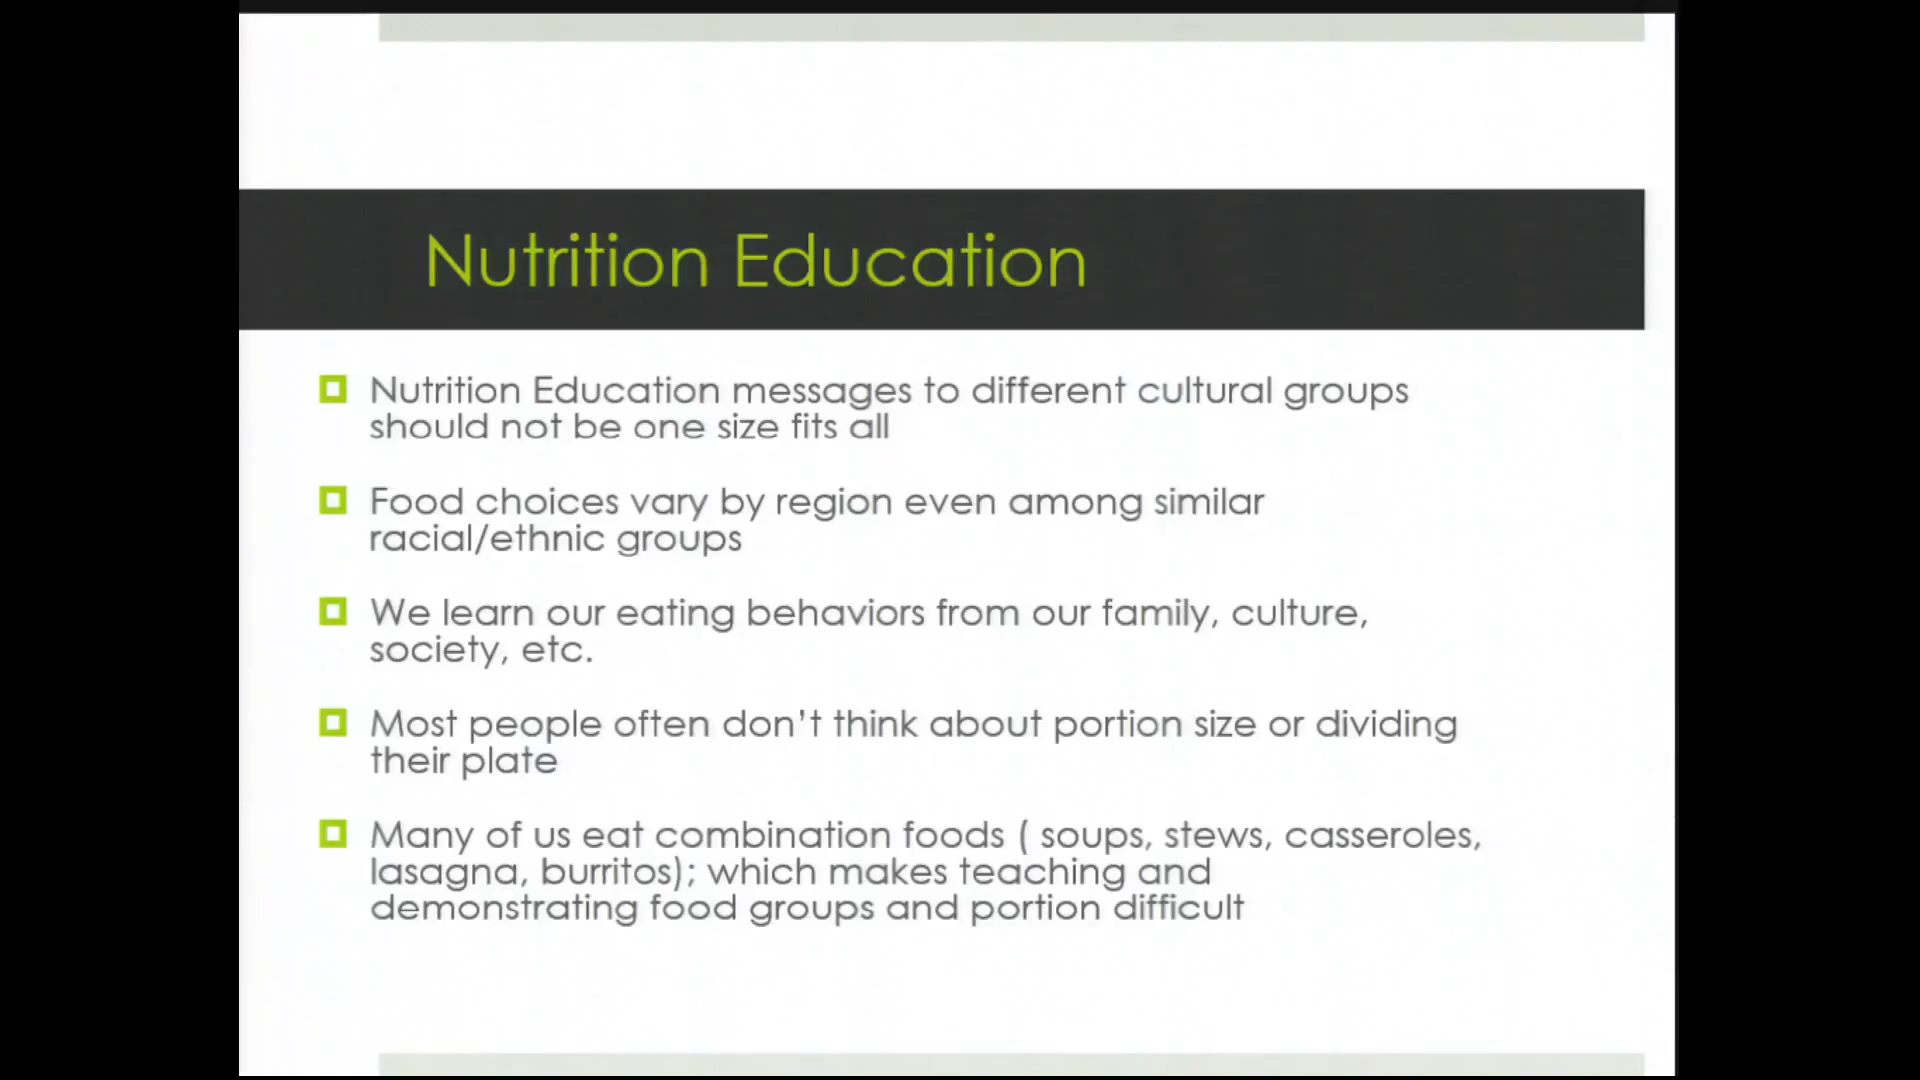 Nutrition Education
Nutrition Education messages to different cultural groups
should not be one size fits all
Food choices vary by region even among similar
racial/ethnic groups
We learn our eating behaviors from our family, culture,
society, etc.
Most people often don't think about portion size or dividing
their plate
Many of us eat combination foods ( soups, stews, casseroles,
lasagna, burritos); which makes teaching and
demonstrating food groups and portion difficult